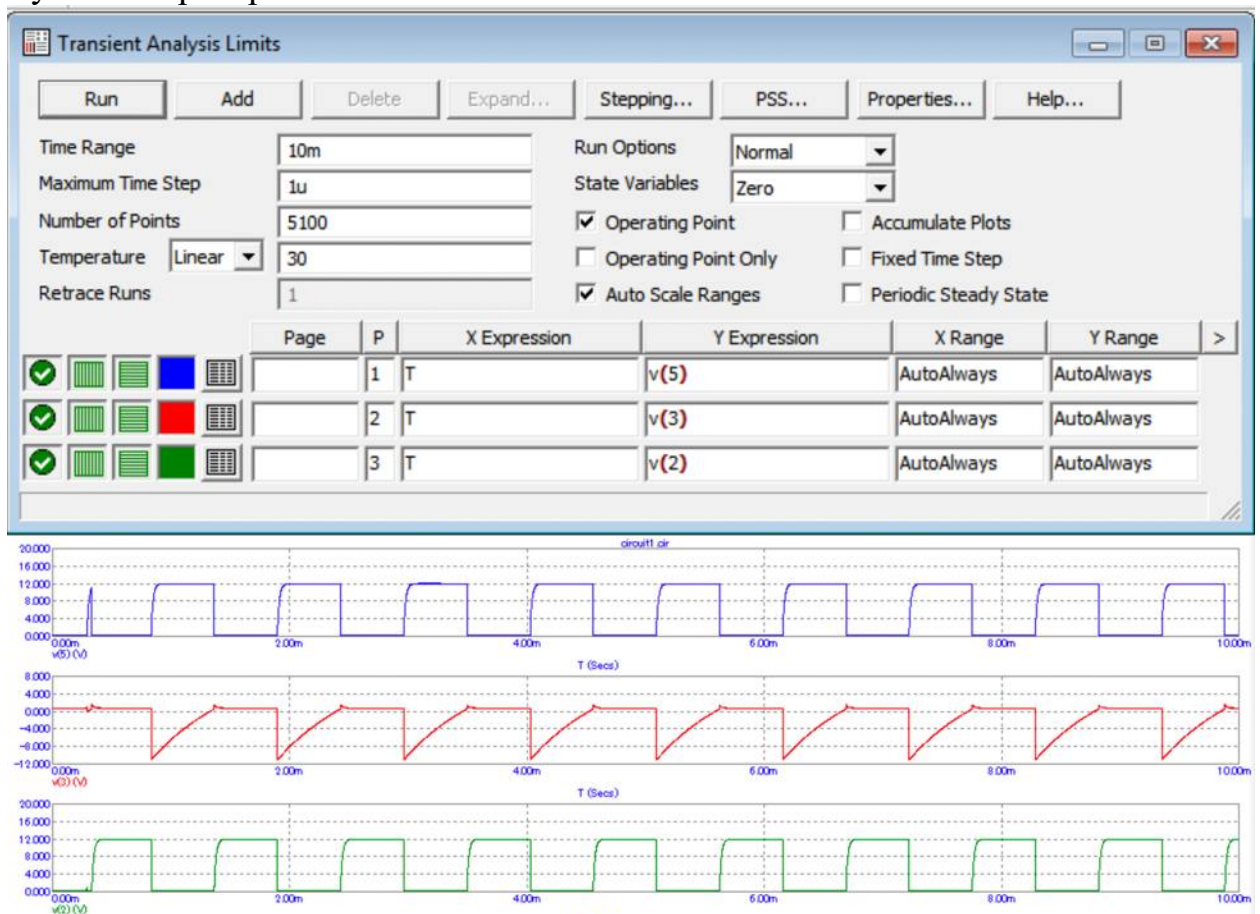 Transient Analysis Limits
Run Add Delete Expand... Stepping... PSS... Properties... Help...
Time Range 10m Run Options Normal
Maximum Time Step 1u State Variables Zero
Number of Points 5100 Operating Point Accumulate Plots
Temperature Linear 30 Operating Point Only Fixed Time Step
Retrace Runs 1 Auto Scale Ranges Periodic Steady State
Page P X Expression Y Expression X Range Y Range >
1 T v(5) AutoAlways AutoAlways
2 T v(3) AutoAlways AutoAlways
3 T v(2) AutoAlways AutoAlways
circuit1.cir
20.000
16.000
12.000
8.000
4.000
0.000
0.00m 2.00m 4.00m 6.00m 8.00m 10.00m
v(5) (V)
T (Secs)
8.000
4.000
0.000
-4.000
-8.000
-12.000
0.00m 2.00m 4.00m 6.00m 8.00m 10.00m
v(3) (V)
T (Secs)
20.000
16.000
12.000
8.000
4.000
0.000
0.00m 2.00m 4.00m 6.00m 8.00m 10.00m
v(2) (V)